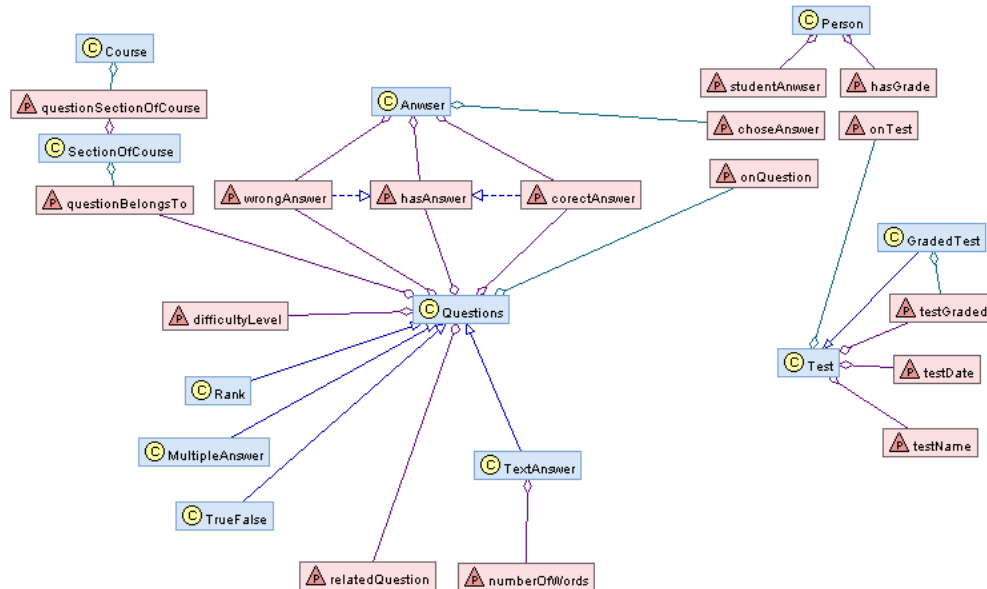 C Person
C Course
P studentAnwser
P hasGrade
C Anwser
P questionSectionOfCourse
P choseAnswer
P onTest
C SectionOfCourse
P onQuestion
P questionBelongsTo
P wrongAnswer
P hasAnswer
P corectAnswer
C GradedTest
C Questions
P testGraded
P difficultyLevel
C Test
P testDate
C Rank
P testName
C MultipleAnswer
C TextAnswer
C TrueFalse
P relatedQuestion
P numberOfWords